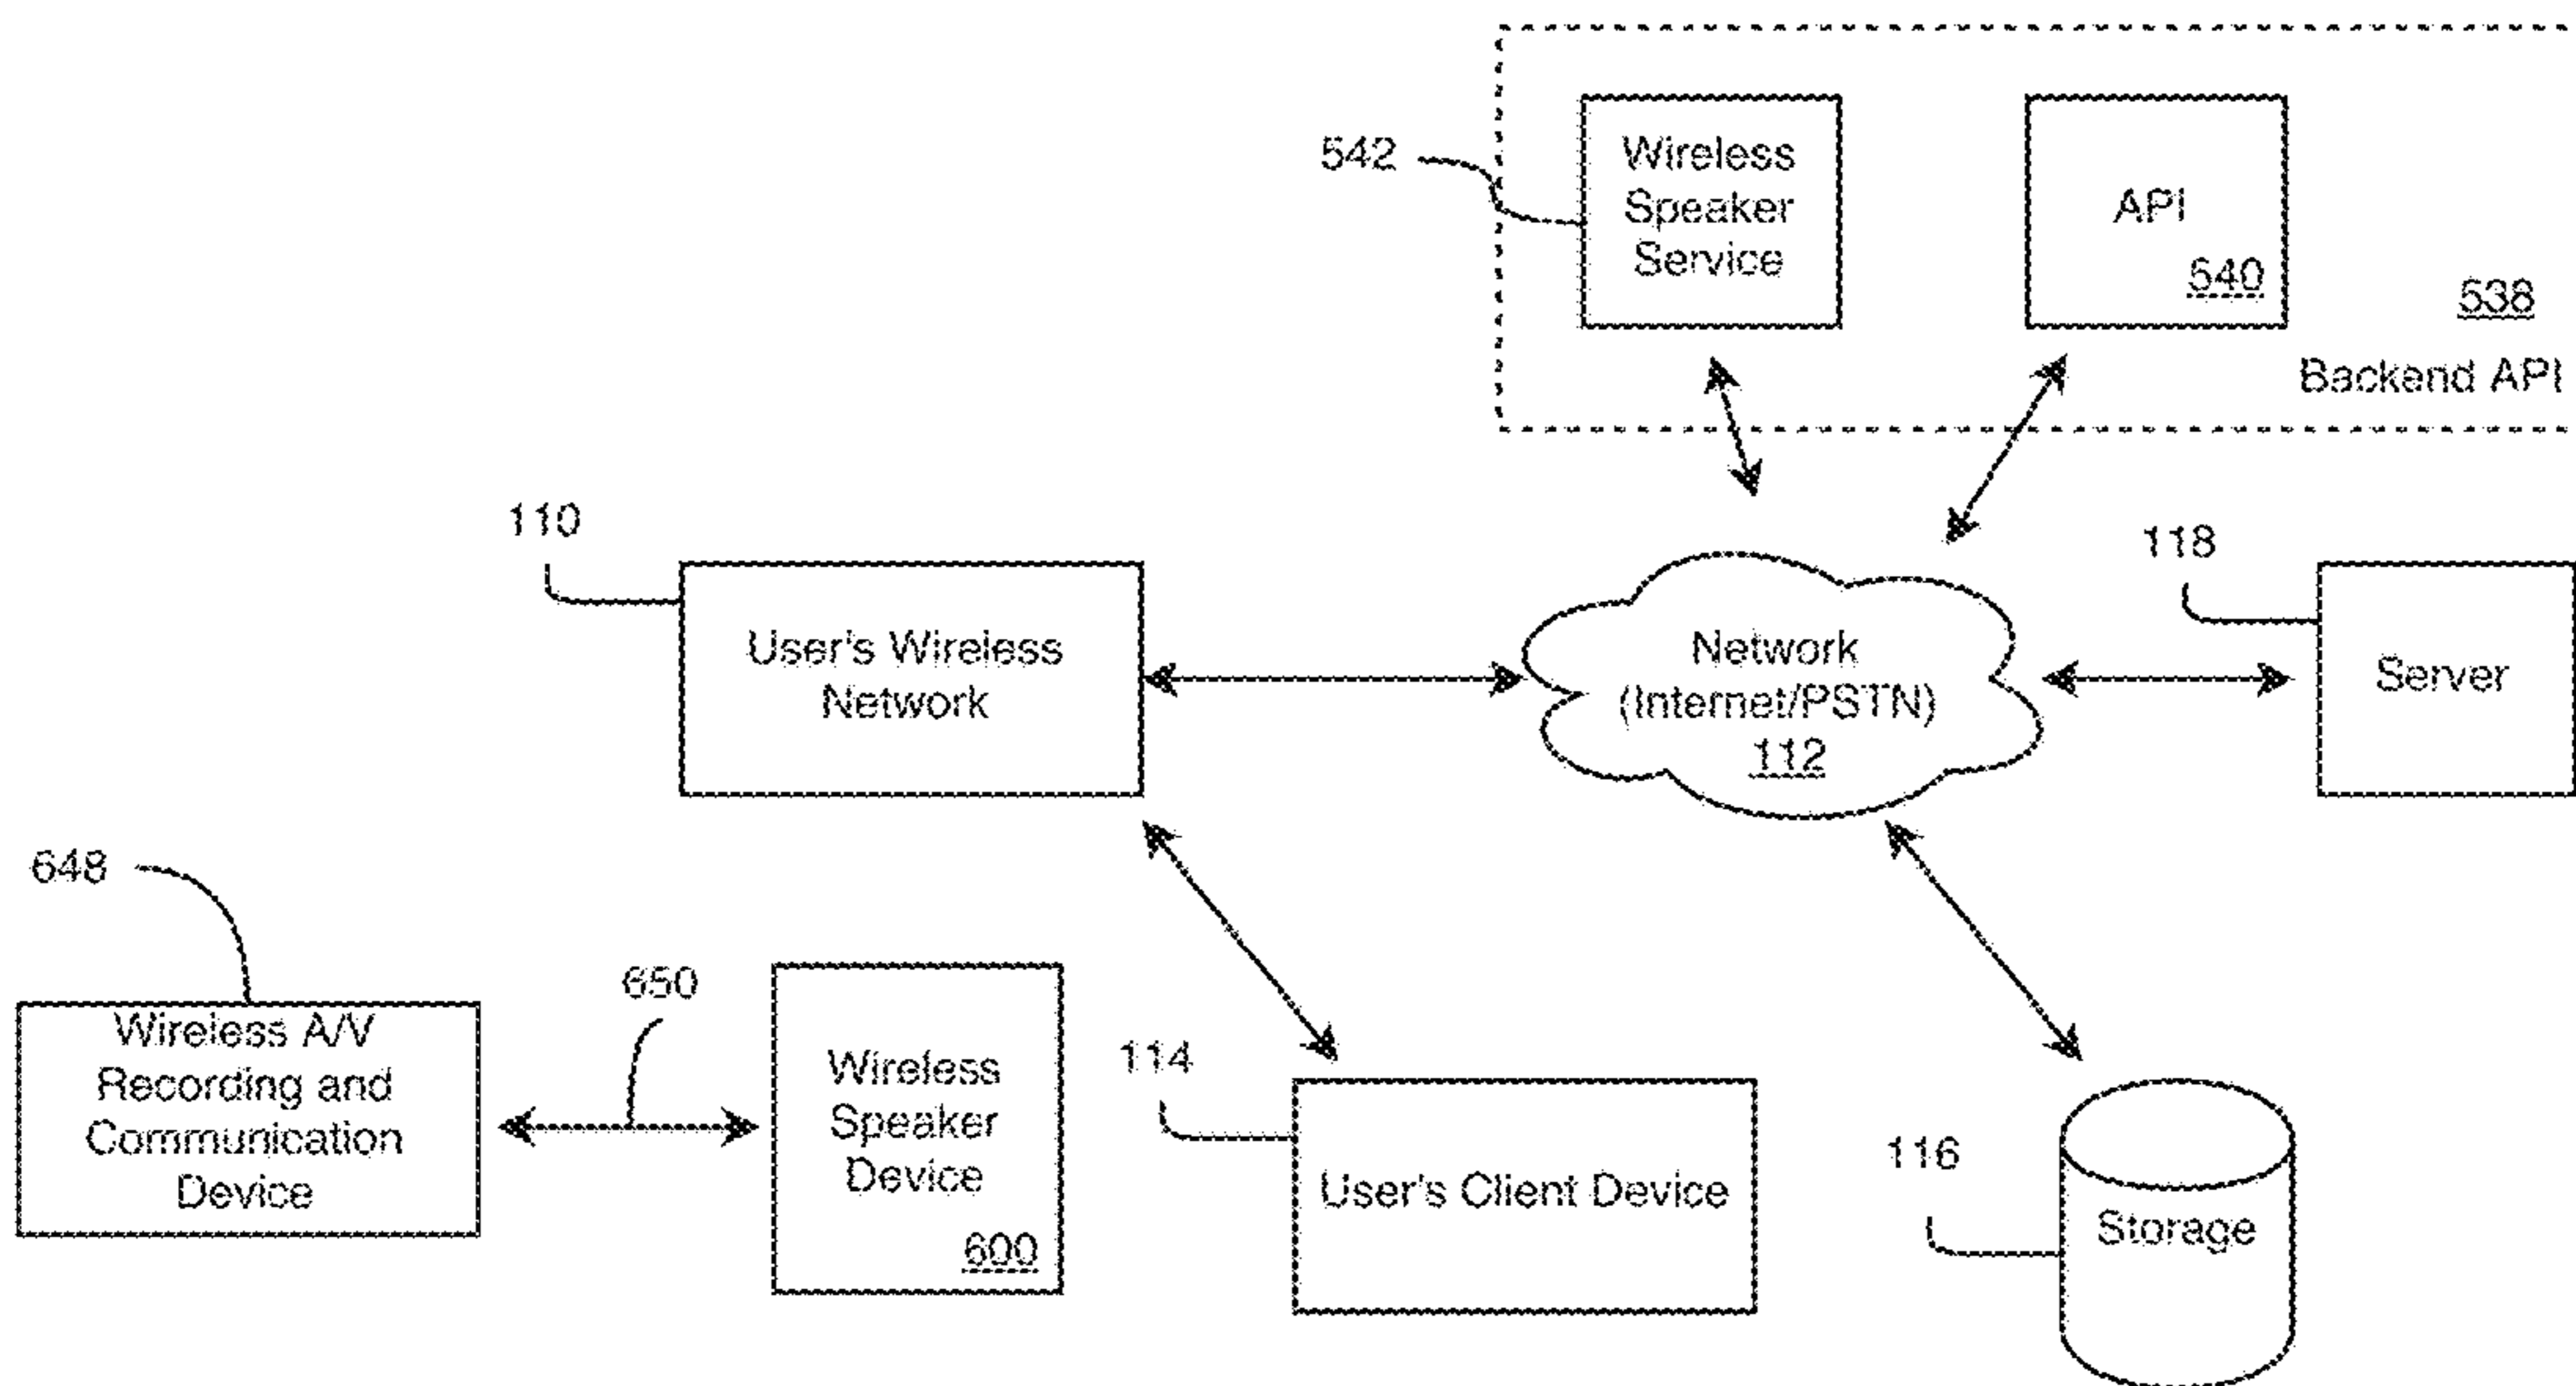 542
Wireless
Speaker
Service
API
540
538
Backend API
110
User's Wireless
Network
Network
(Internet/PSTN)
112
118
Server
648
Wireless A/V
Recording and
Communication
Device
650
Wireless
Speaker
Device
600
114
User's Client Device
116
Storage